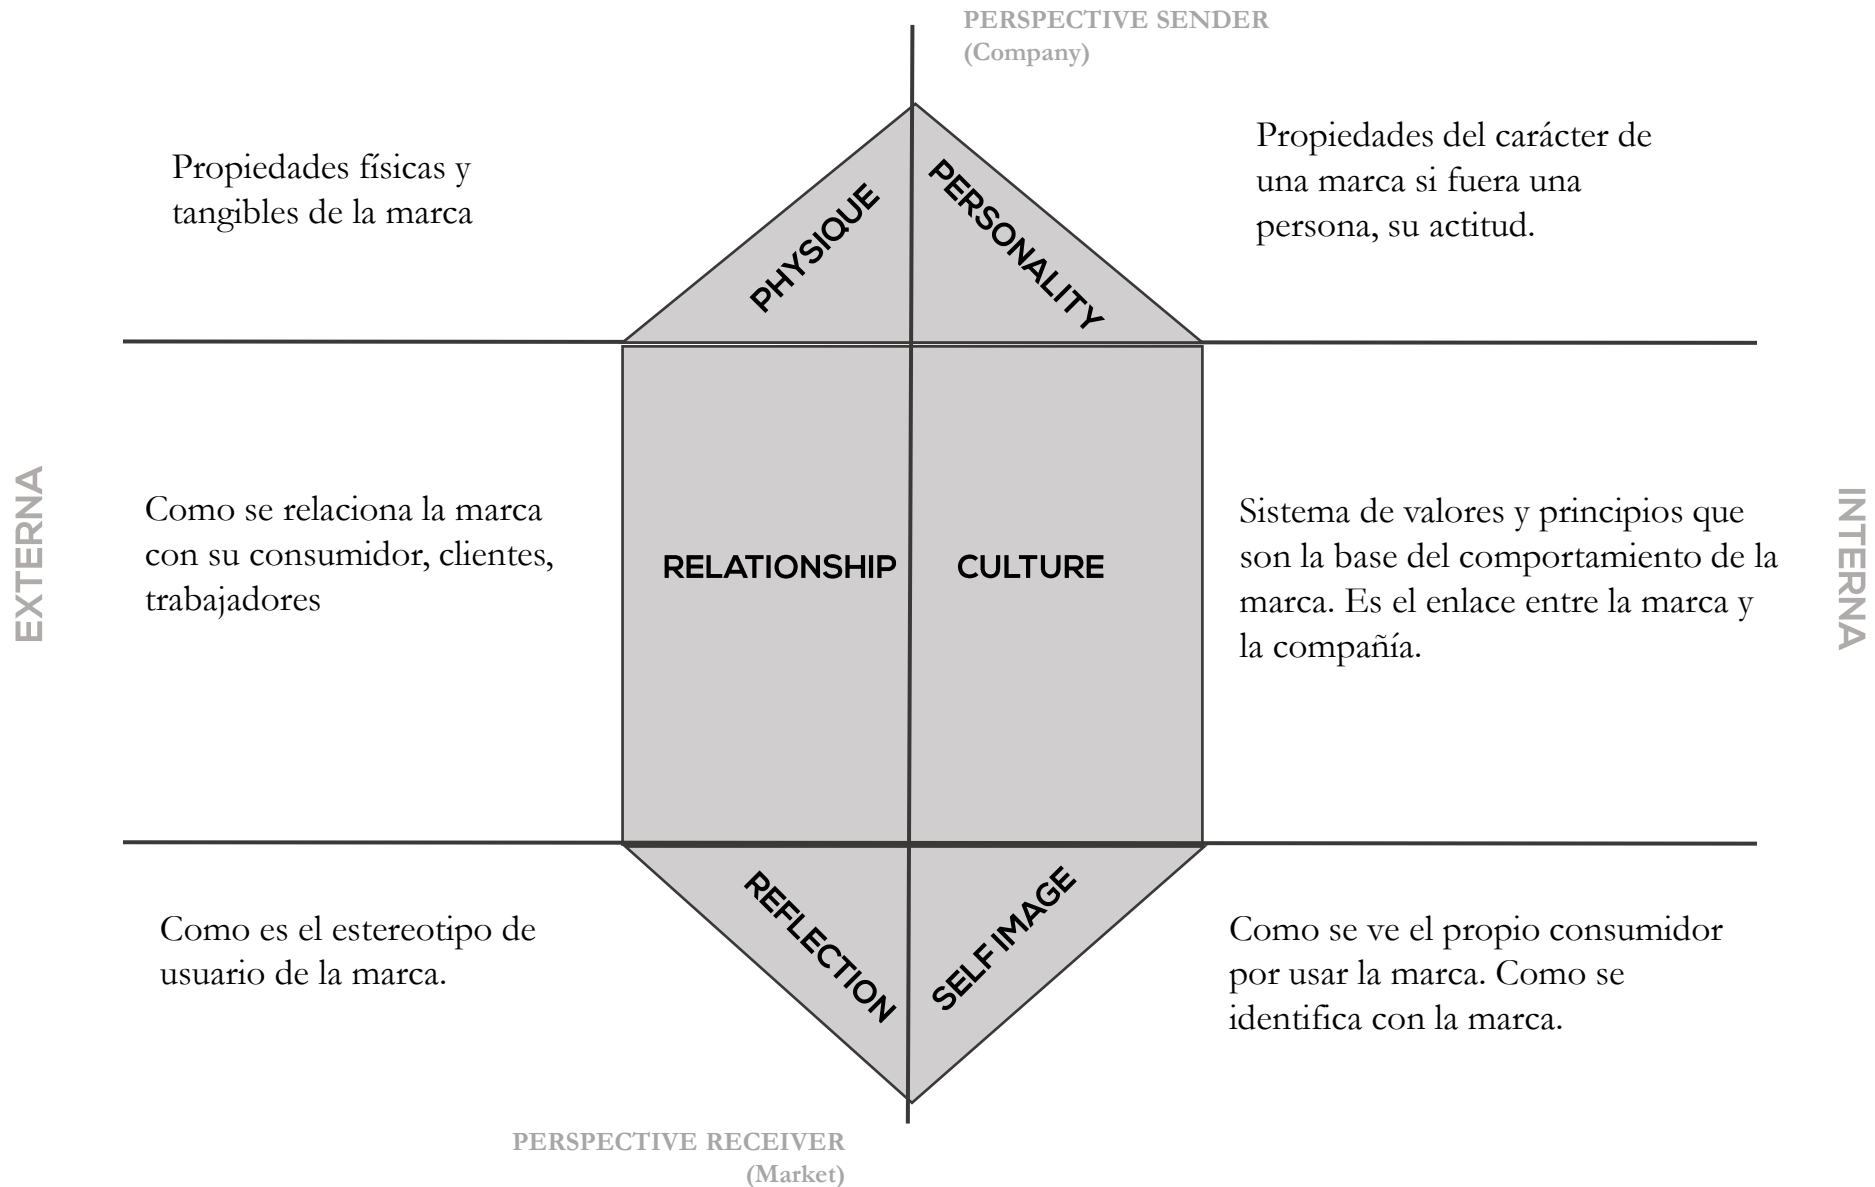 PERSPECTIVE SENDER
(Company)
Propiedades físicas y
tangibles de la marca
PHYSIQUE
PERSONALITY
Propiedades del carácter de
una marca si fuera una
persona, su actitud.
EXTERNA
Como se relaciona la marca
con su consumidor, clientes,
trabajadores
RELATIONSHIP
CULTURE
Sistema de valores y principios que
son la base del comportamiento de la
marca. Es el enlace entre la marca y
la compañía.
INTERNA
Como es el estereotipo de
usuario de la marca.
REFLECTION
SELF IMAGE
Como se ve el propio consumidor
por usar la marca. Como se
identifica con la marca.
PERSPECTIVE RECEIVER
(Market)